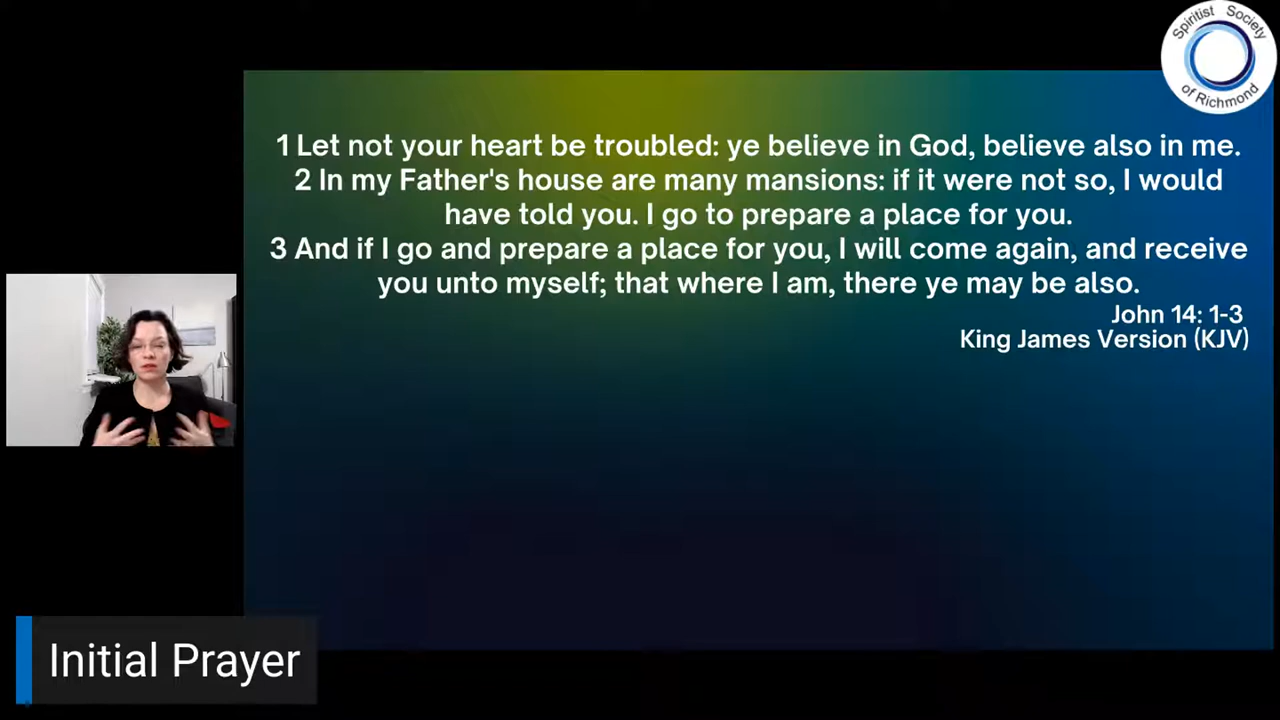 Spiritist Society
of Richmond
1 Let not your heart be troubled: ye believe in God, believe also in me.
2 In my Father's house are many mansions: if it were not so, I would
have told you. I go to prepare a place for you.
3 And if I go and prepare a place for you, I will come again, and receive
you unto myself; that where I am, there ye may be also.
John 14: 1-3
King James Version (KJV)
Initial Prayer